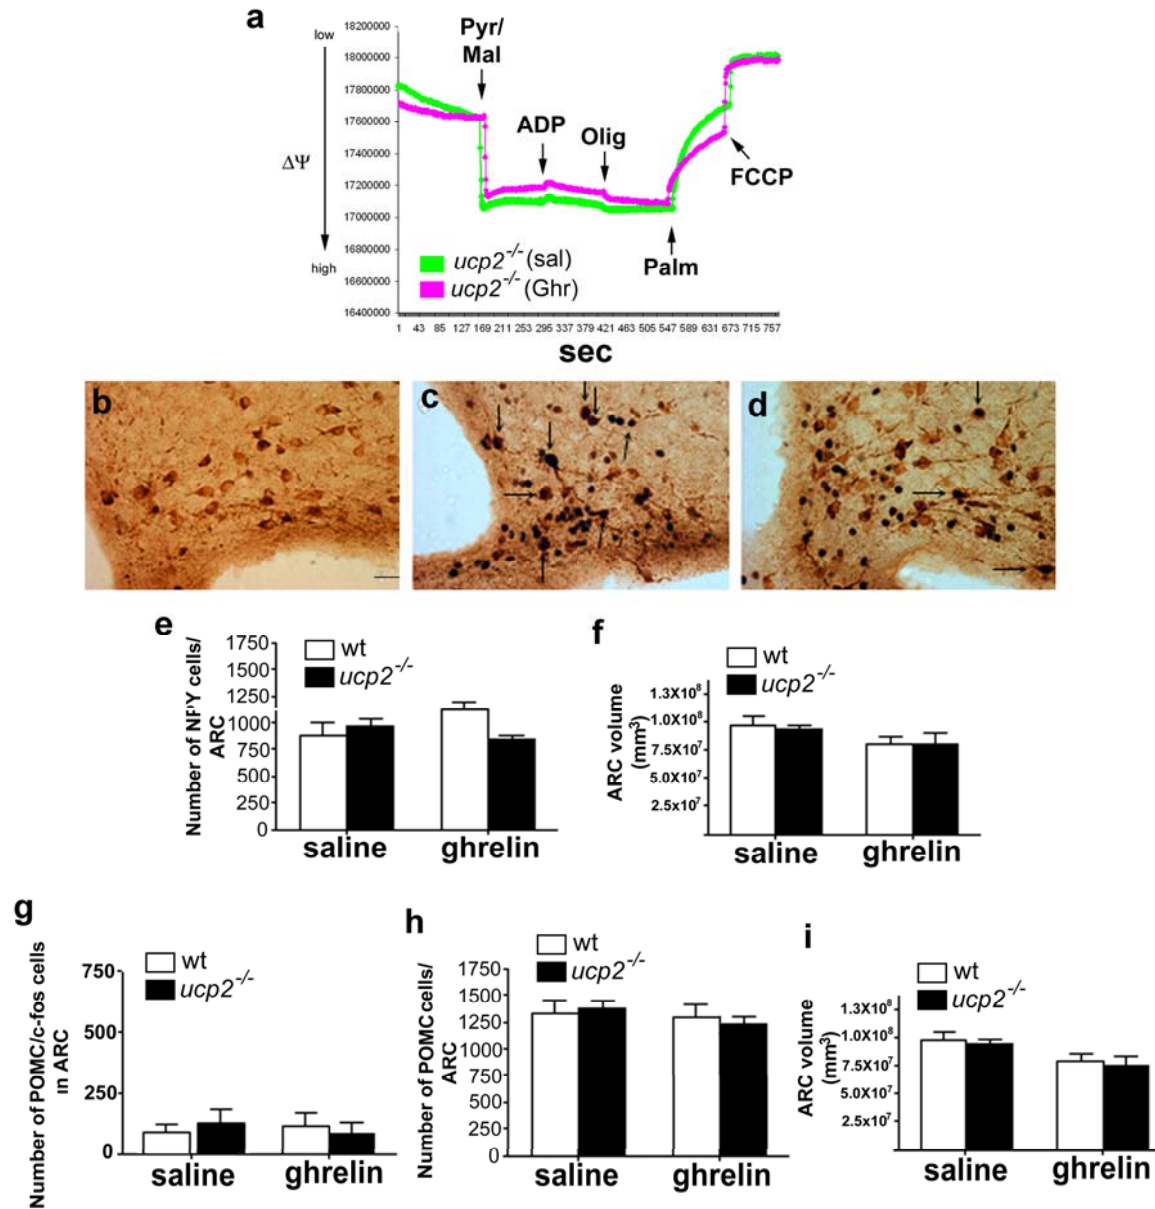 a
low
ΔΨ
high
18200000
18000000
17800000
17600000
17400000
17200000
17000000
16800000
16600000
16400000
Pyr/
Mal
ADP
Olig
FCCP
Palm
ucp2-/- (sal)
ucp2-/- (Ghr)
1 43 85 127 169 211 253 295 337 379 421 463 505 547 589 631 673 715 757
sec
b
c
d
e
Number of NPY cells/
ARC
1750
1500
1250
1000
750
500
250
0
wt
ucp2-/-
saline ghrelin
f
ARC volume
(mm³)
1.3X10⁸
1.0X10⁸
7.5X10⁷
5.0X10⁷
2.5x10⁷
wt
ucp2-/-
saline ghrelin
g
Number of POMC/c-fos cells
in ARC
750
500
250
0
wt
ucp2-/-
saline ghrelin
h
Number of POMC cells/
ARC
1750
1500
1250
1000
750
500
250
0
wt
ucp2-/-
saline ghrelin
i
ARC volume
(mm³)
1.3X10⁸
1.0X10⁸
7.5X10⁷
5.0X10⁷
2.5x10⁷
wt
ucp2-/-
saline ghrelin